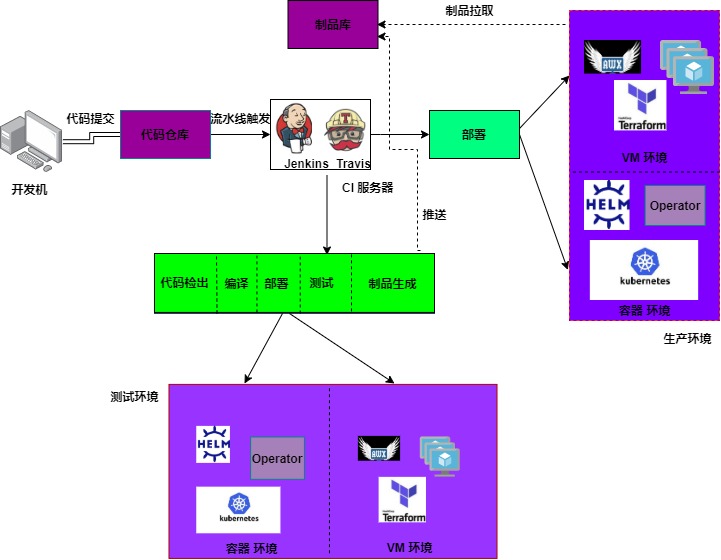 制品库
制品拉取
代码提交
代码仓库
流水线触发
Jenkins Travis
CI 服务器
部署
推送
开发机
AWX
Terraform
VM 环境
HELM
Operator
kubernetes
容器 环境
生产环境
代码检出
编译
部署
测试
制品生成
测试环境
HELM
Operator
kubernetes
容器 环境
AWX
Terraform
VM 环境